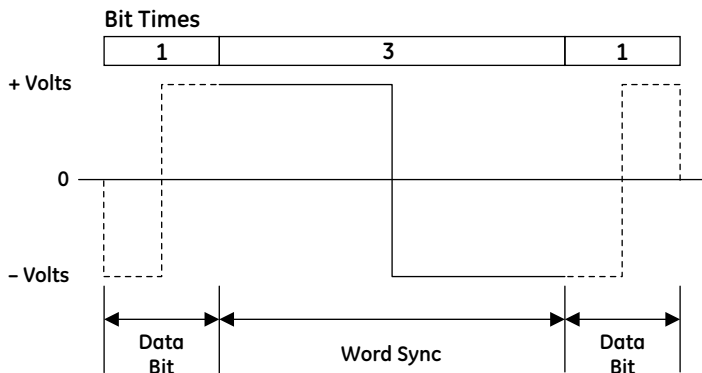 Bit Times
1 3 1
+ Volts
0
– Volts
Data
Bit
Word Sync
Data
Bit